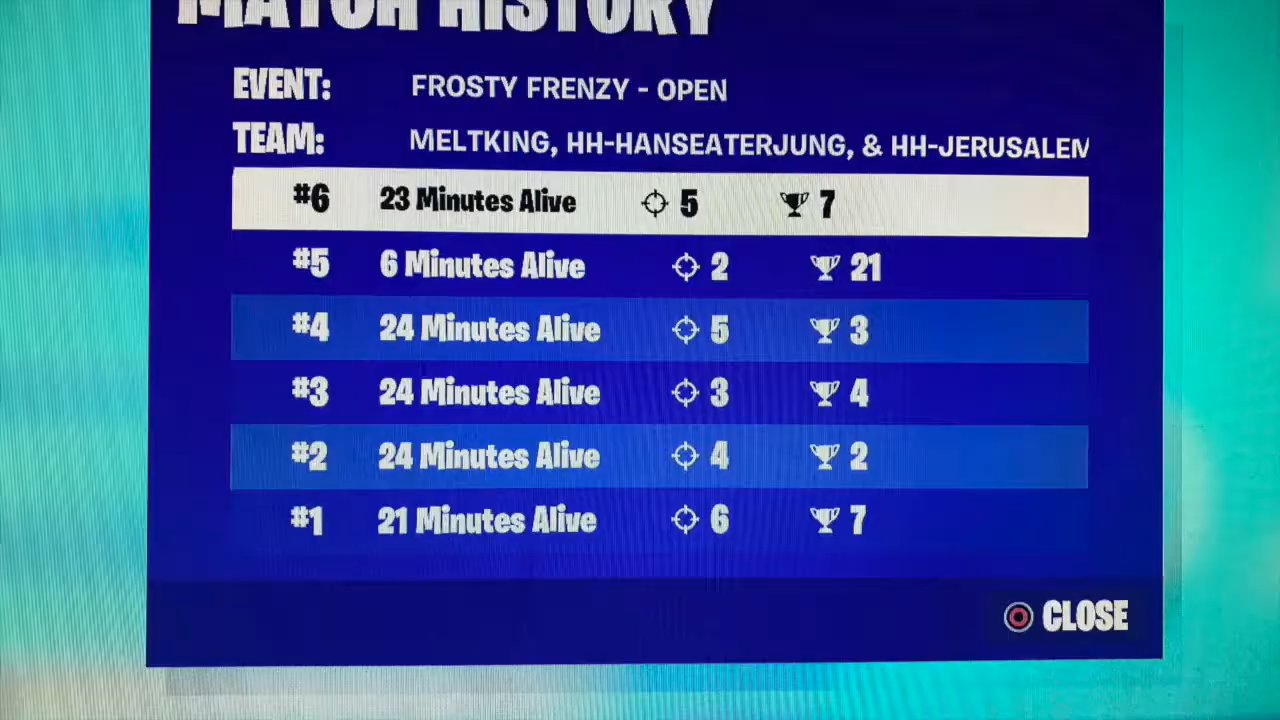 MATCH HISTORY
EVENT: FROSTY FRENZY - OPEN
TEAM: MELTKING, HH-HANSEATERJUNG, & HH-JERUSALEM
#6 23 Minutes Alive 5 7
#5 6 Minutes Alive 2 21
#4 24 Minutes Alive 5 3
#3 24 Minutes Alive 3 4
#2 24 Minutes Alive 4 2
#1 21 Minutes Alive 6 7
CLOSE